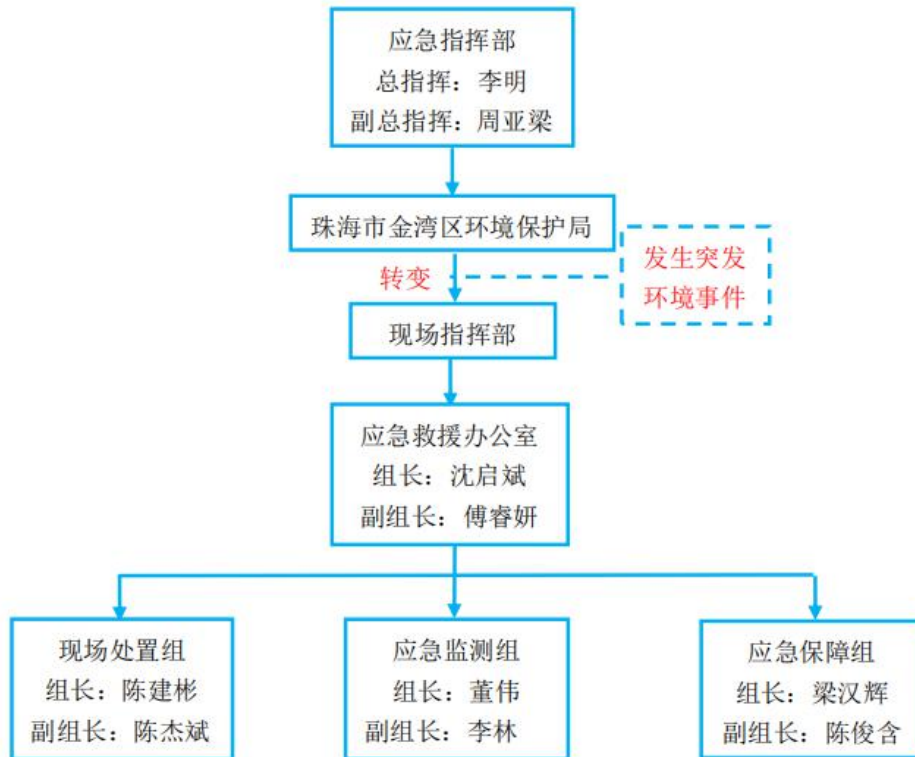 应急指挥部
总指挥：李明
副总指挥：周亚梁
珠海市金湾区环境保护局
转变
发生突发
环境事件
现场指挥部
应急救援办公室
组长：沈启斌
副组长：傅睿妍
现场处置组
组长：陈建彬
副组长：陈杰斌
应急监测组
组长：董伟
副组长：李林
应急保障组
组长：梁汉辉
副组长：陈俊含